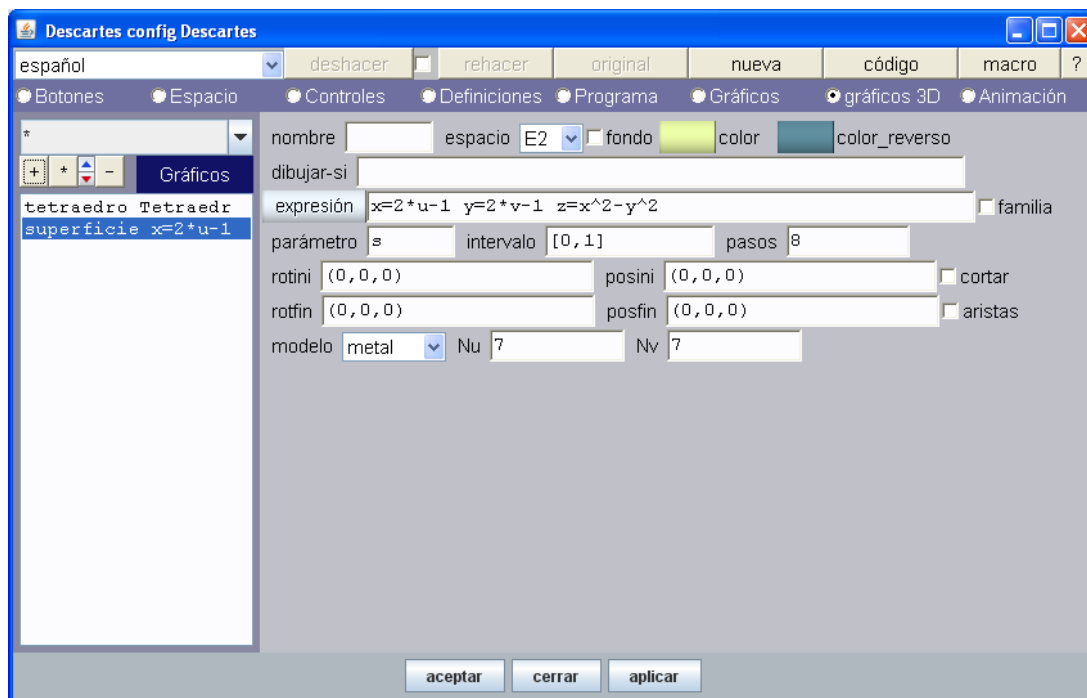 Descartes config Descartes
español deshacer rehacer original nueva código macro ?
Botones Espacio Controles Definiciones Programa Gráficos gráficos 3D Animación
* nombre espacio E2 fondo color color_reverso
+ * - Gráficos dibujar-si
tetraedro Tetraedr expresión x=2*u-1 y=2*v-1 z=x^2-y^2 familia
superficie x=2*u-1
parámetro s intervalo [0,1] pasos 8
rotini (0,0,0) posini (0,0,0) cortar
rotfin (0,0,0) posfin (0,0,0) aristas
modelo metal Nu 7 Nv 7
aceptar cerrar aplicar